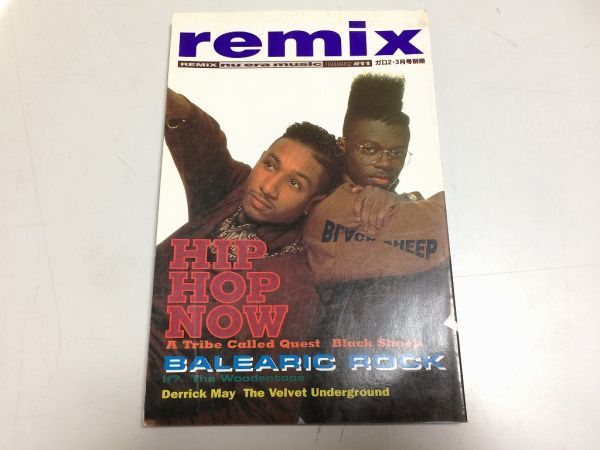 remix
REMIX nu era music #11 ガロ2・3月号別冊
BLACK SHEEP
HIP
HOP
NOW
A Tribe Called Quest Black Sheep
BALEARIC ROCK
It? The Woodentops
Derrick May The Velvet Underground